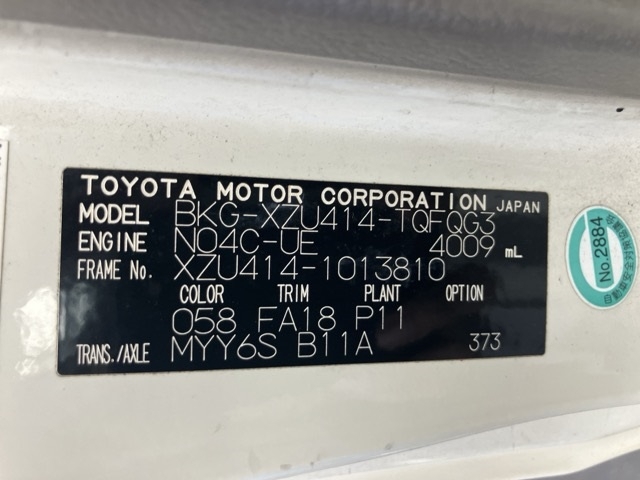 TOYOTA MOTOR CORPORATION JAPAN
MODEL BKG-XZU414-TQFQG3
ENGINE N04C-UE 4009 mL
FRAME No. XZU414-1013810
COLOR TRIM PLANT OPTION
058 FA18 P11
TRANS./AXLE MYY6S B11A 373
No.2884